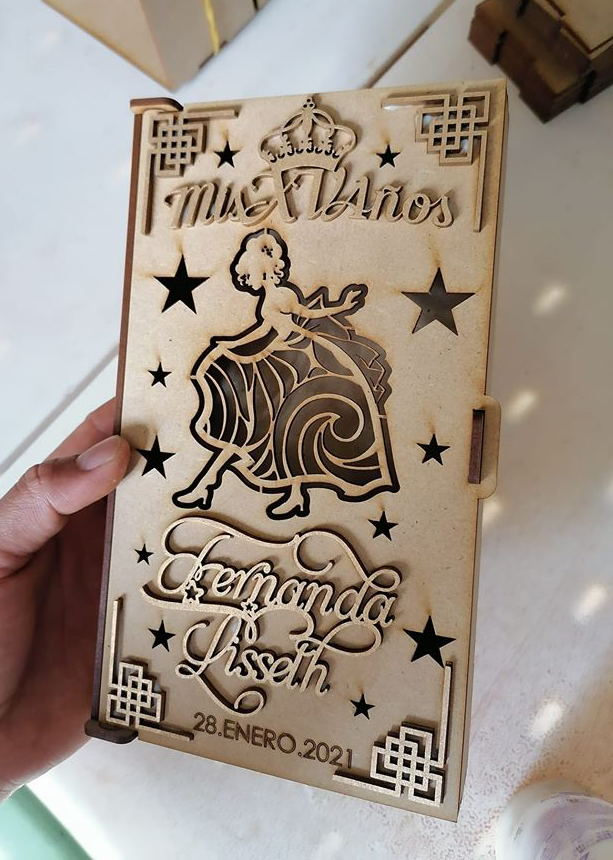 Mis XV Años
Fernanda
Lisseth
28.ENERO.2021